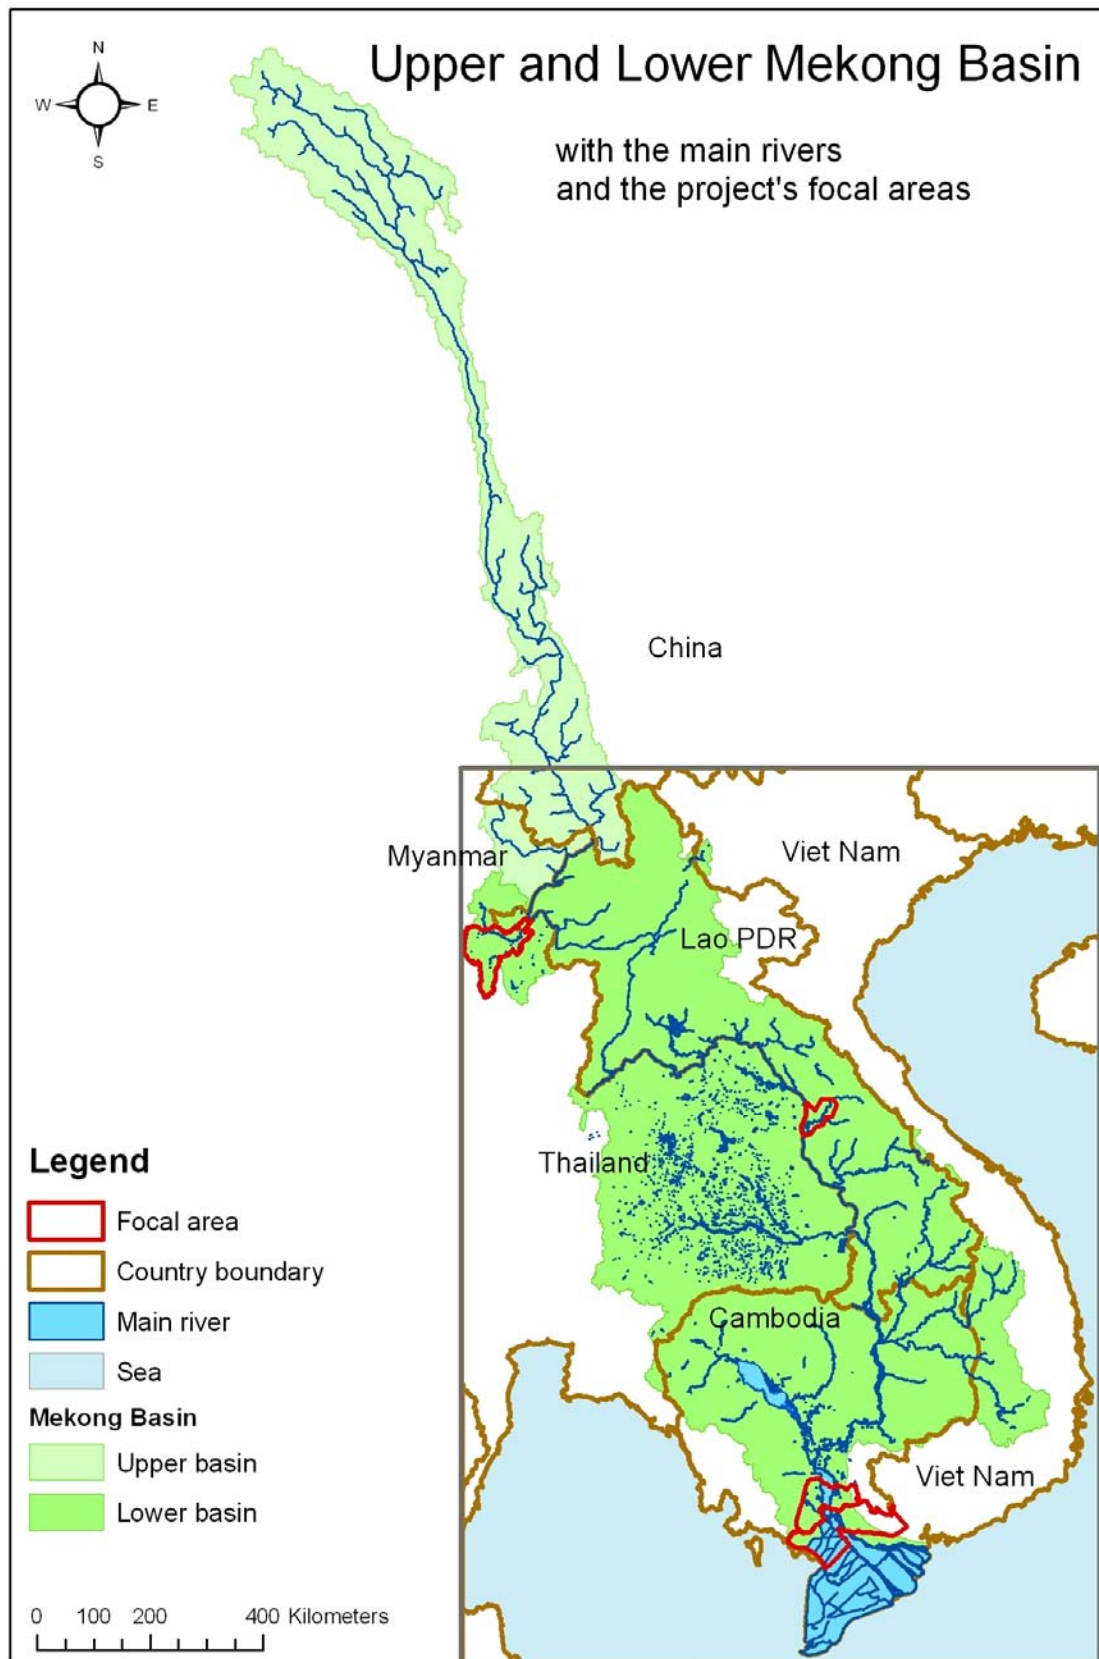 Upper and Lower Mekong Basin
with the main rivers
and the project's focal areas
N
W
E
S
China
Myanmar
Viet Nam
Lao PDR
Thailand
Cambodia
Viet Nam
Legend
Focal area
Country boundary
Main river
Sea
Mekong Basin
Upper basin
Lower basin
0 100 200 400 Kilometers